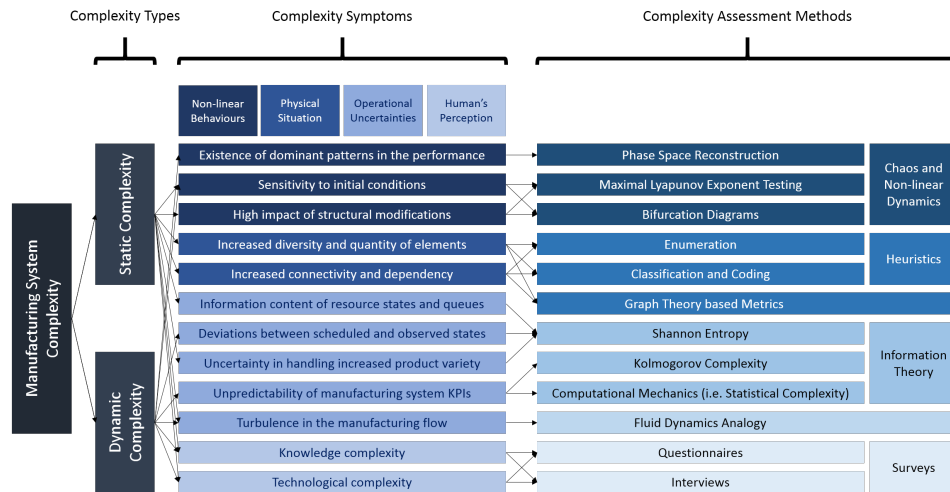 Complexity Types
Complexity Symptoms
Complexity Assessment Methods
Non-linear
Behaviours
Physical
Situation
Operational
Uncertainties
Human's
Perception
Manufacturing System
Complexity
Static Complexity
Dynamic
Complexity
Existence of dominant patterns in the performance
Sensitivity to initial conditions
High impact of structural modifications
Increased diversity and quantity of elements
Increased connectivity and dependency
Information content of resource states and queues
Deviations between scheduled and observed states
Uncertainty in handling increased product variety
Unpredictability of manufacturing system KPIs
Turbulence in the manufacturing flow
Knowledge complexity
Technological complexity
Phase Space Reconstruction
Maximal Lyapunov Exponent Testing
Bifurcation Diagrams
Enumeration
Classification and Coding
Graph Theory based Metrics
Shannon Entropy
Kolmogorov Complexity
Computational Mechanics (i.e. Statistical Complexity)
Fluid Dynamics Analogy
Questionnaires
Interviews
Chaos and
Non-linear
Dynamics
Heuristics
Information
Theory
Surveys